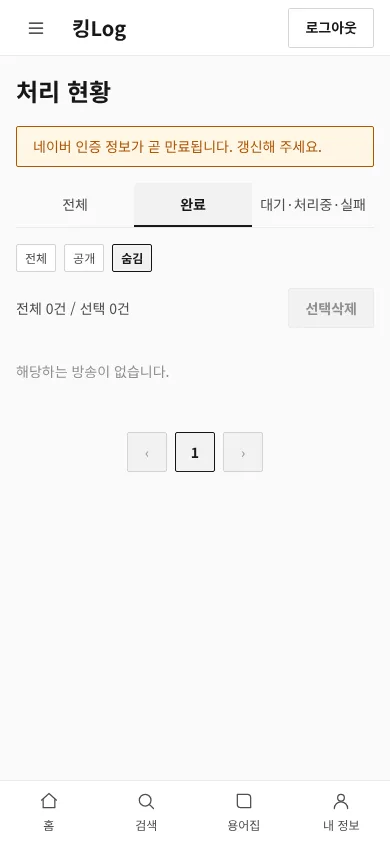 킹Log
로그아웃
처리 현황
네이버 인증 정보가 곧 만료됩니다. 갱신해 주세요.
전체
완료
대기·처리중·실패
전체
공개
숨김
전체 0건 / 선택 0건
선택삭제
해당하는 방송이 없습니다.
‹
1
›
홈
검색
용어집
내 정보